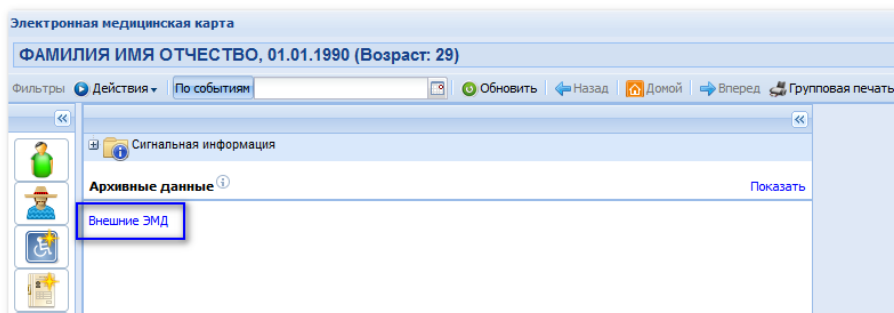 Электронная медицинская карта
ФАМИЛИЯ ИМЯ ОТЧЕСТВО, 01.01.1990 (Возраст: 29)
Фильтры Действия По событиям Обновить Назад Домой Вперед Групповая печать
Сигнальная информация
Архивные данные Показать
Внешние ЭМД